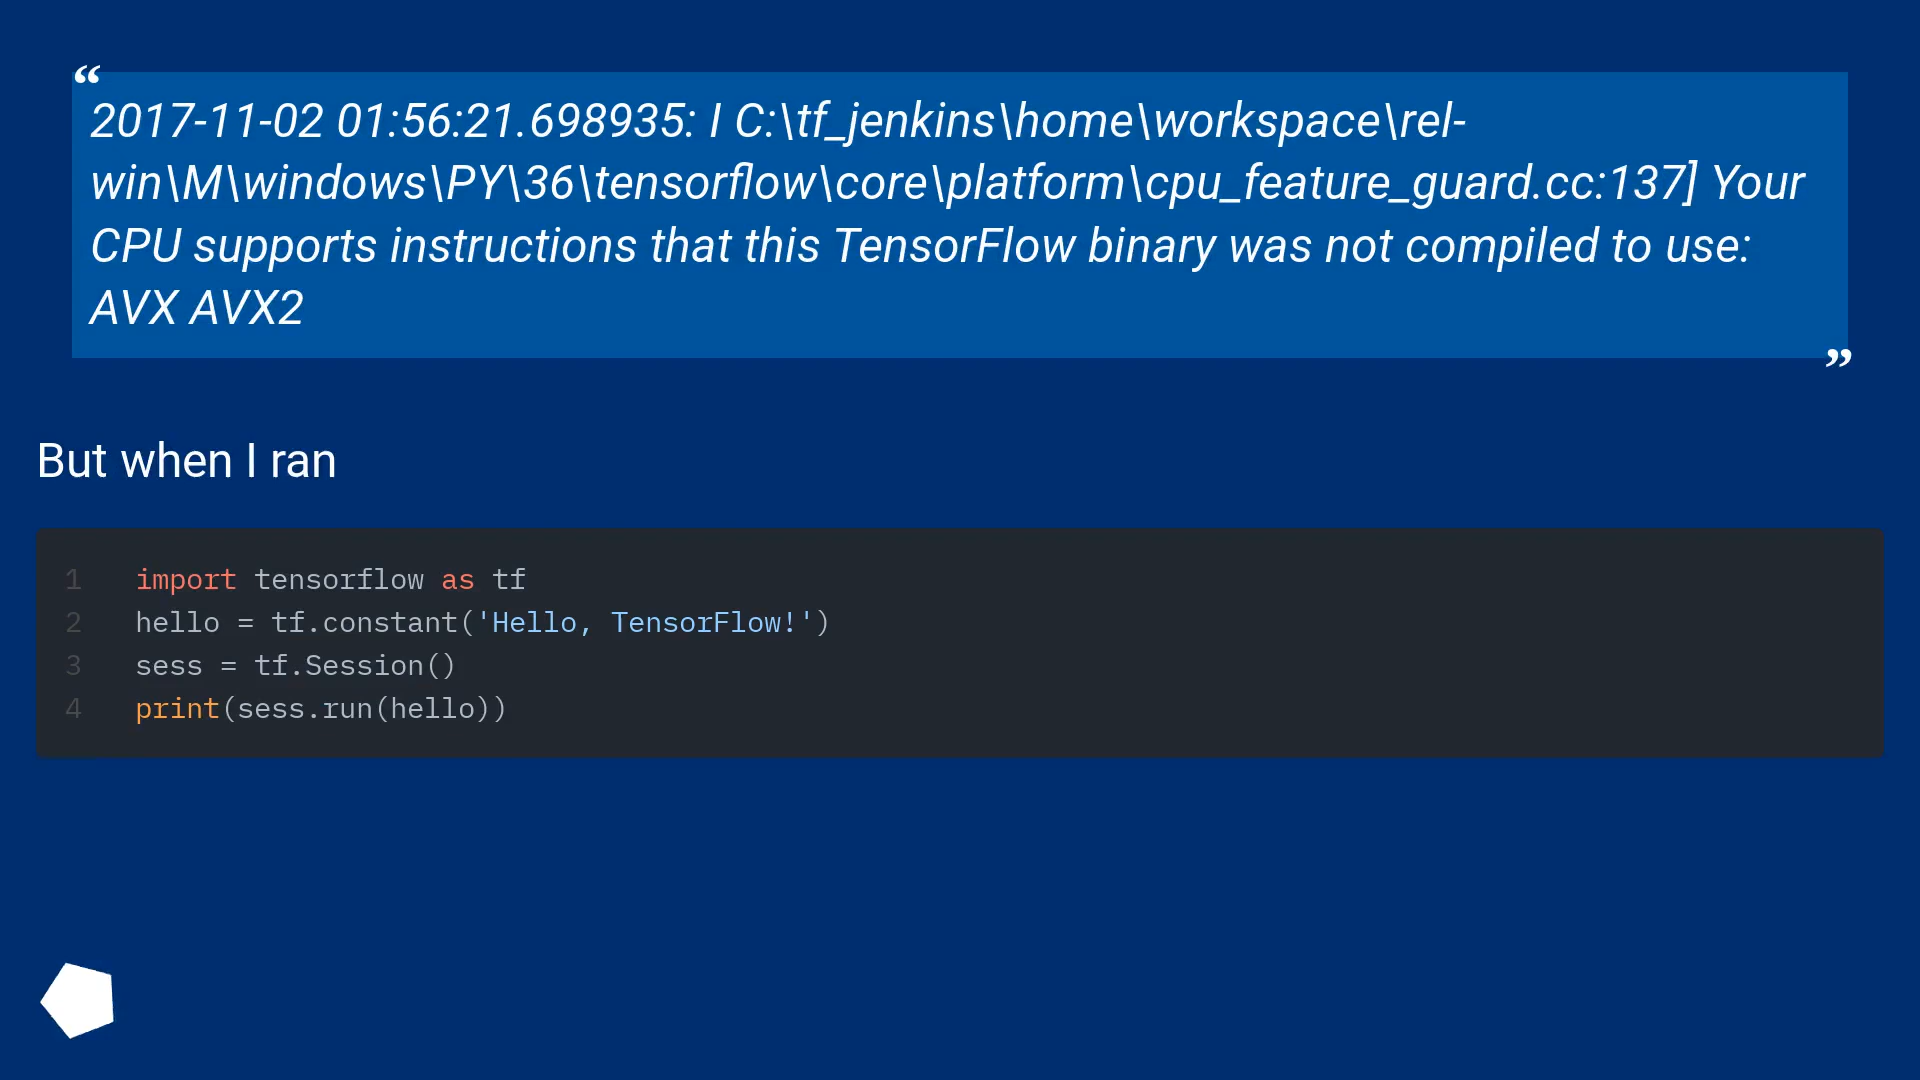 “
2017-11-02 01:56:21.698935: I C:\tf_jenkins\home\workspace\rel-
win\M\windows\PY\36\tensorflow\core\platform\cpu_feature_guard.cc:137] Your
CPU supports instructions that this TensorFlow binary was not compiled to use:
AVX AVX2
”
But when I ran
1 import tensorflow as tf
2 hello = tf.constant('Hello, TensorFlow!')
3 sess = tf.Session()
4 print(sess.run(hello))